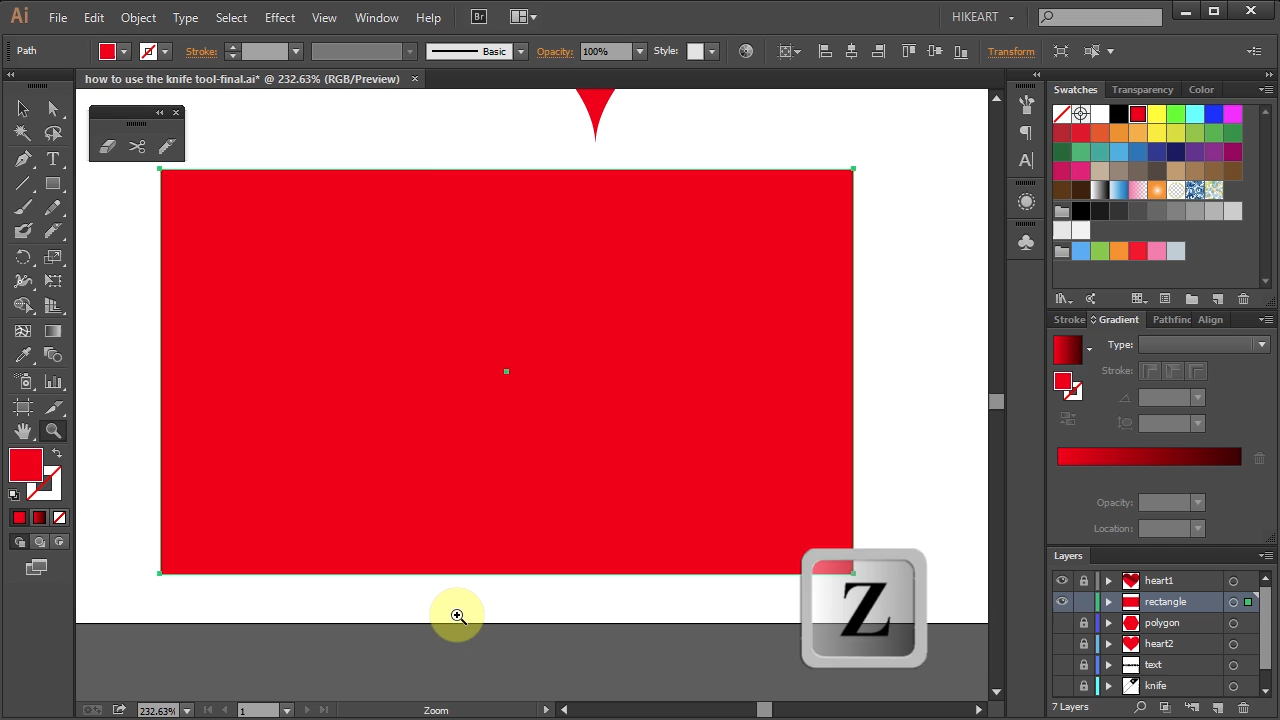 Ai File Edit Object Type Select Effect View Window Help Br HIKEART
Path Stroke: Basic Opacity: 100% Style: Transform
how to use the knife tool-final.ai* @ 232.63% (RGB/Preview)
Swatches Transparency Color
Stroke Gradient Pathfinc Align
Type:
Stroke:
Opacity:
Location:
Layers
heart1
rectangle
polygon
heart2
text
knife
7 Layers
Z
232.63% 1 Zoom